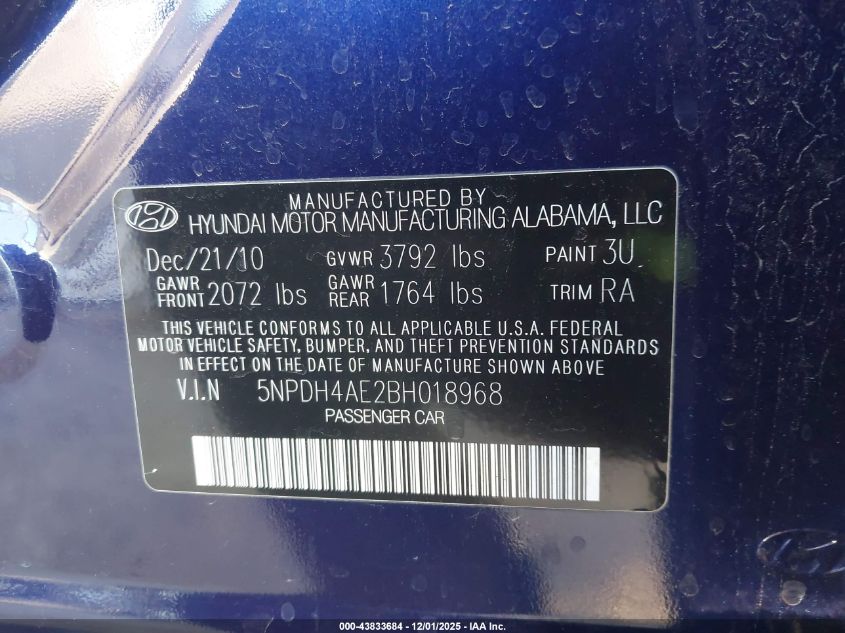 MANUFACTURED BY
HYUNDAI MOTOR MANUFACTURING ALABAMA, LLC
Dec/21/10 GVWR 3792 lbs PAINT 3U
GAWR FRONT 2072 lbs GAWR REAR 1764 lbs TRIM RA
THIS VEHICLE CONFORMS TO ALL APPLICABLE U.S.A. FEDERAL
MOTOR VEHICLE SAFETY, BUMPER, AND THEFT PREVENTION STANDARDS
IN EFFECT ON THE DATE OF MANUFACTURE SHOWN ABOVE
V.I.N 5NPDH4AE2BH018968
PASSENGER CAR
000-43833684 - 12/01/2025 - IAA Inc.